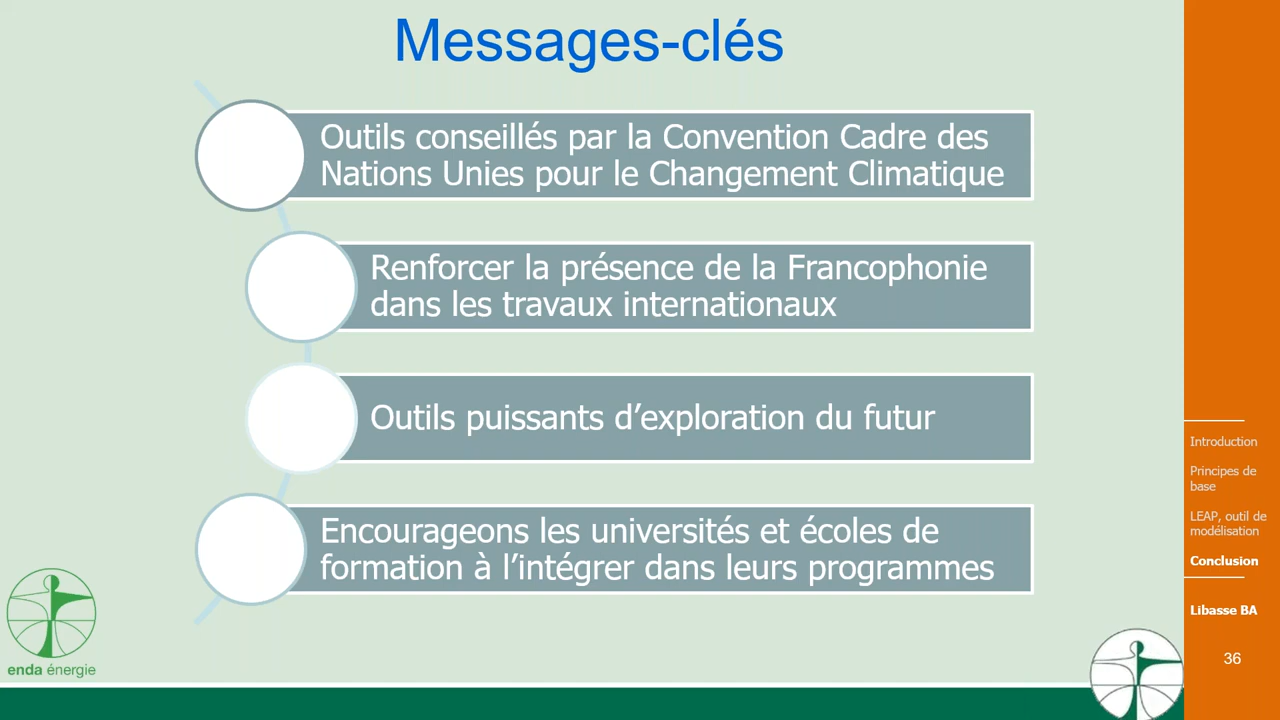 Messages-clés
Outils conseillés par la Convention Cadre des
Nations Unies pour le Changement Climatique
Renforcer la présence de la Francophonie
dans les travaux internationaux
Outils puissants d’exploration du futur
Encourageons les universités et écoles de
formation à l’intégrer dans leurs programmes
enda énergie
Introduction
Principes de
base
LEAP, outil de
modélisation
Conclusion
Libasse BA
36